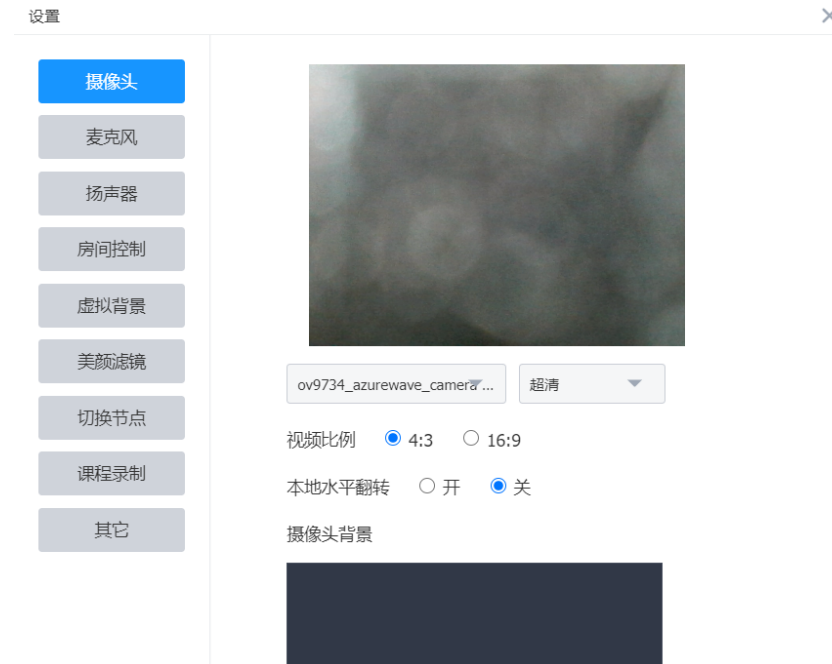 设置
摄像头
麦克风
扬声器
房间控制
虚拟背景
美颜滤镜
切换节点
课程录制
其它
ov9734_azurewave_camera ...
超清
视频比例 4:3 16:9
本地水平翻转 开 关
摄像头背景